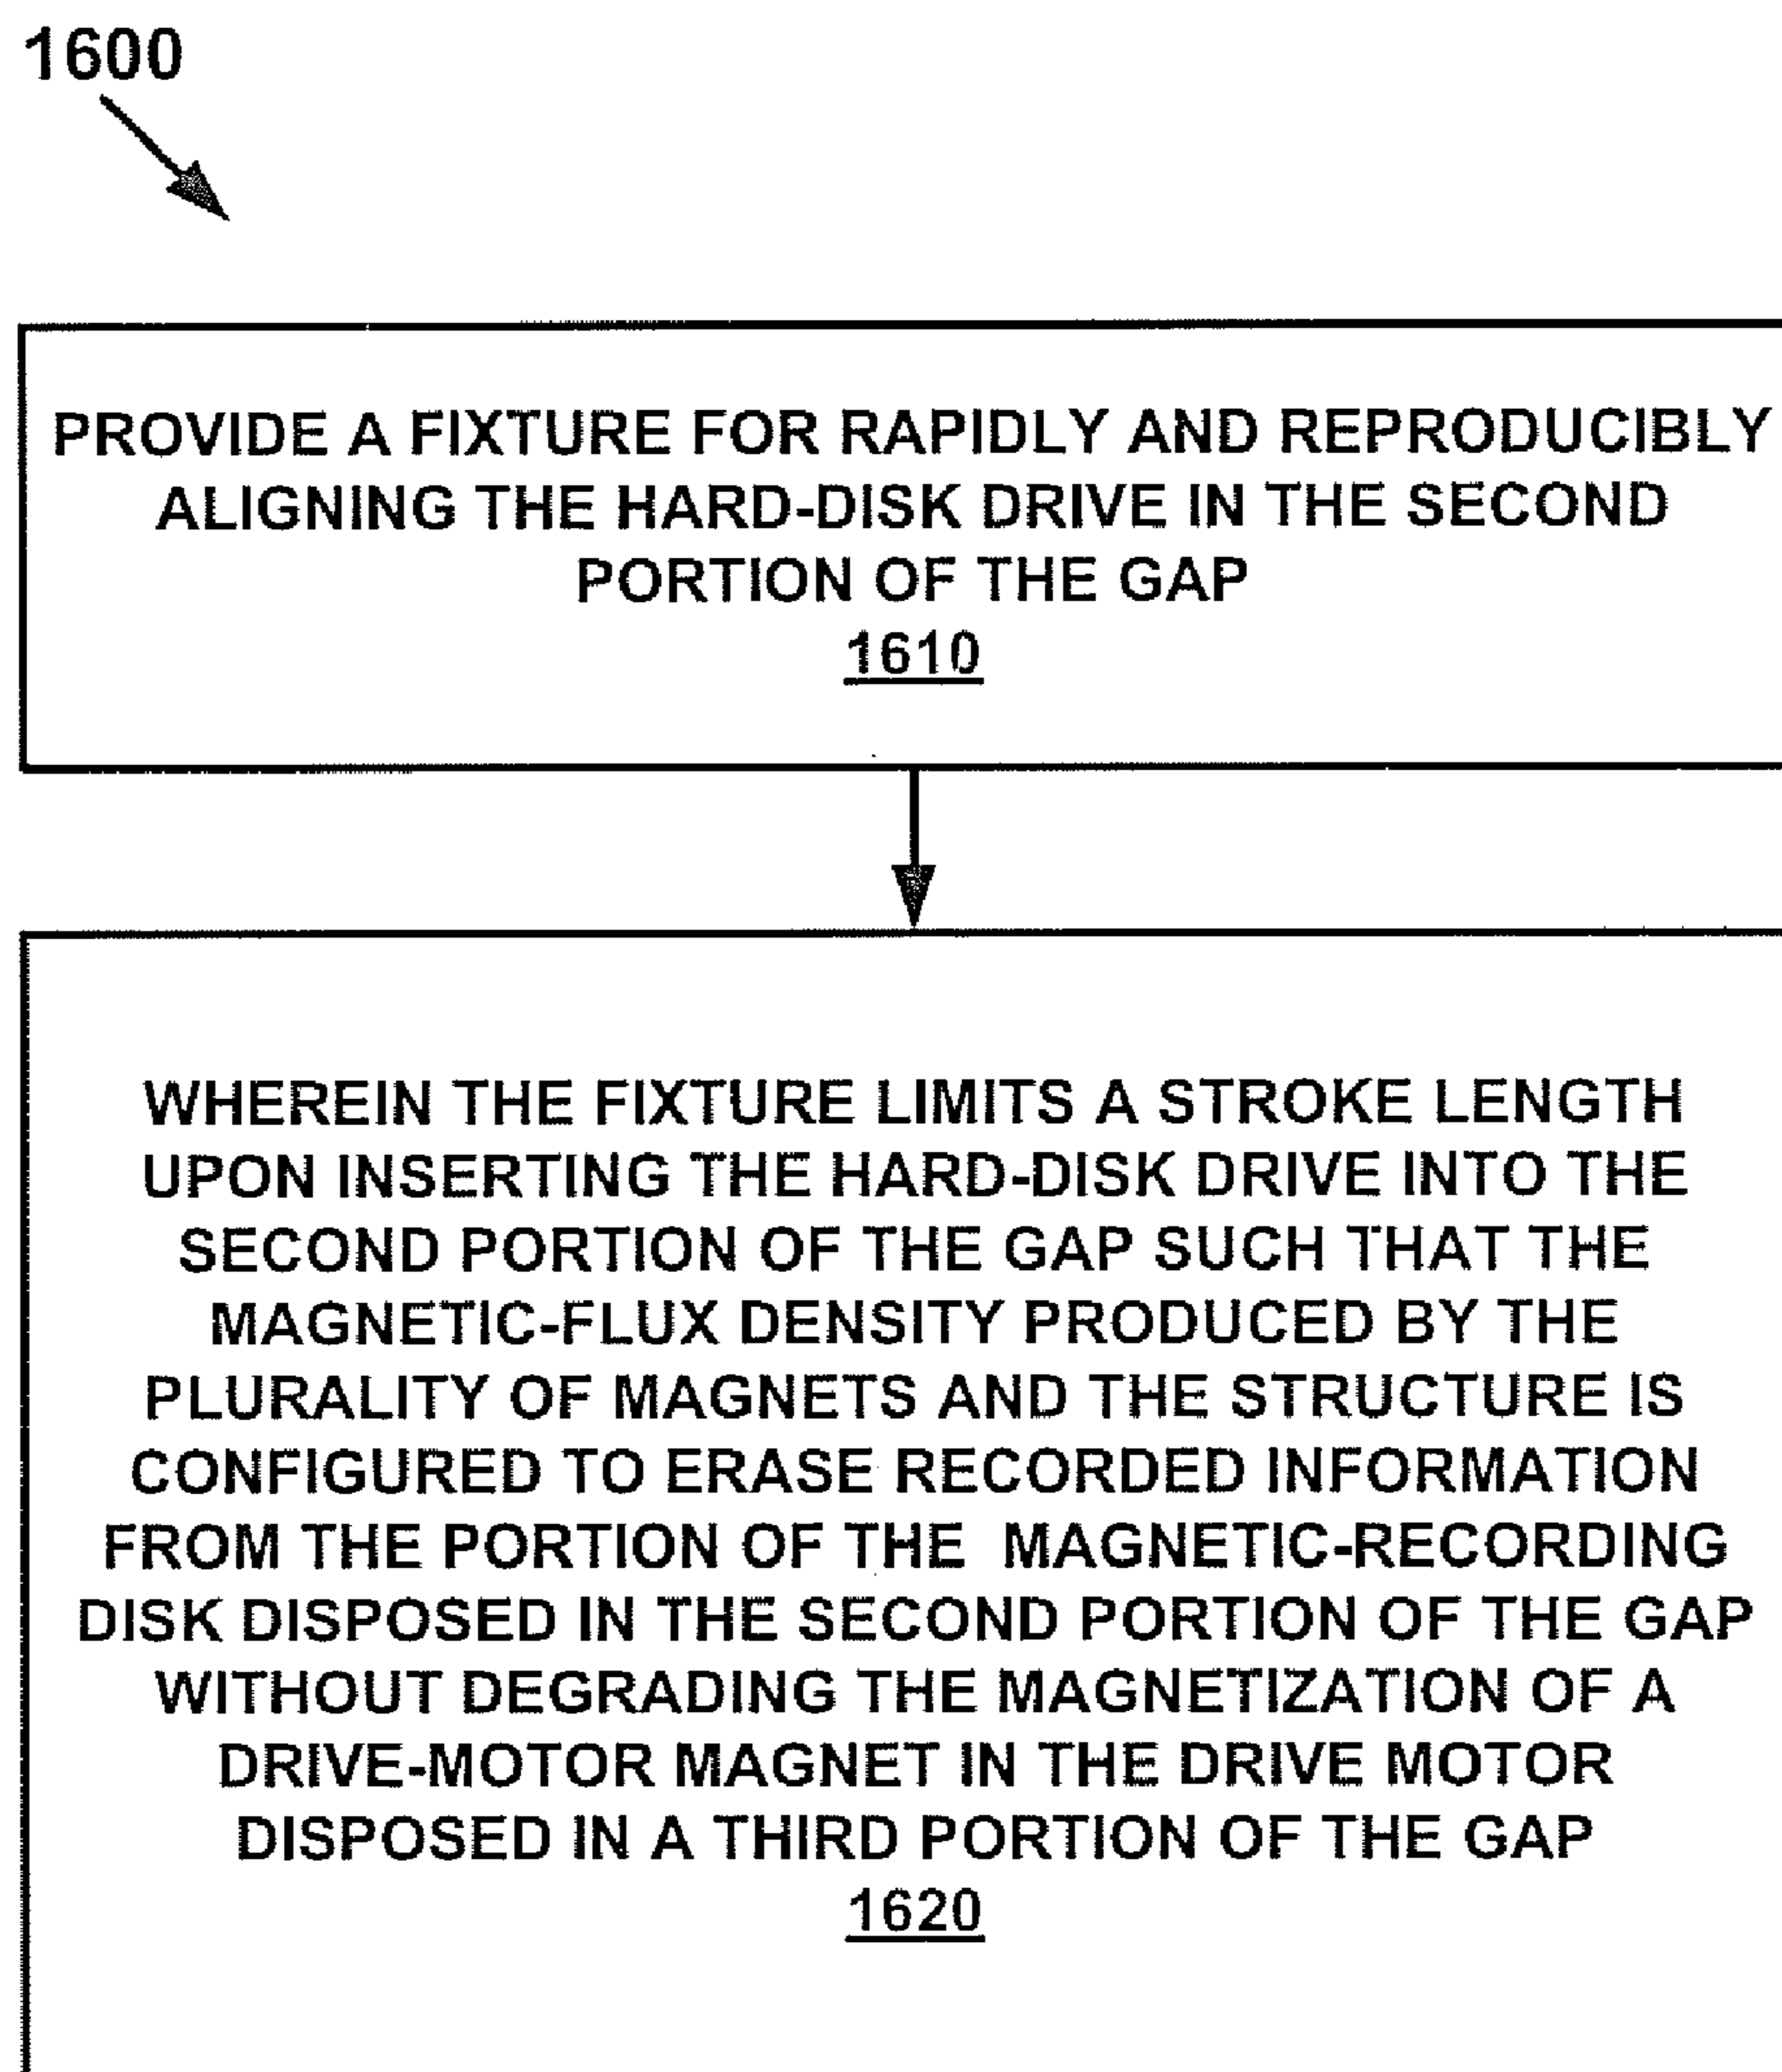 1600
PROVIDE A FIXTURE FOR RAPIDLY AND REPRODUCIBLY
ALIGNING THE HARD-DISK DRIVE IN THE SECOND
PORTION OF THE GAP
1610
WHEREIN THE FIXTURE LIMITS A STROKE LENGTH
UPON INSERTING THE HARD-DISK DRIVE INTO THE
SECOND PORTION OF THE GAP SUCH THAT THE
MAGNETIC-FLUX DENSITY PRODUCED BY THE
PLURALITY OF MAGNETS AND THE STRUCTURE IS
CONFIGURED TO ERASE RECORDED INFORMATION
FROM THE PORTION OF THE MAGNETIC-RECORDING
DISK DISPOSED IN THE SECOND PORTION OF THE GAP
WITHOUT DEGRADING THE MAGNETIZATION OF A
DRIVE-MOTOR MAGNET IN THE DRIVE MOTOR
DISPOSED IN A THIRD PORTION OF THE GAP
1620